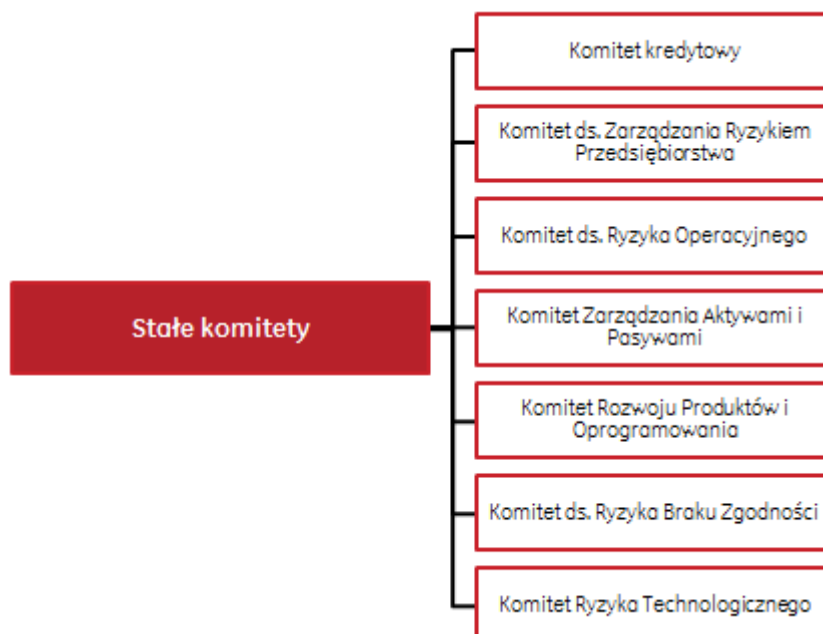 Komitet kredytowy
Komitet ds. Zarządzania Ryzykiem
Przedsiębiorstwa
Komitet ds. Ryzyka Operacyjnego
Stałe komitety
Komitet Zarządzania Aktywami i
Pasywami
Komitet Rozwoju Produktów i
Oprogramowania
Komitet ds. Ryzyka Braku Zgodności
Komitet Ryzyka Technologicznego